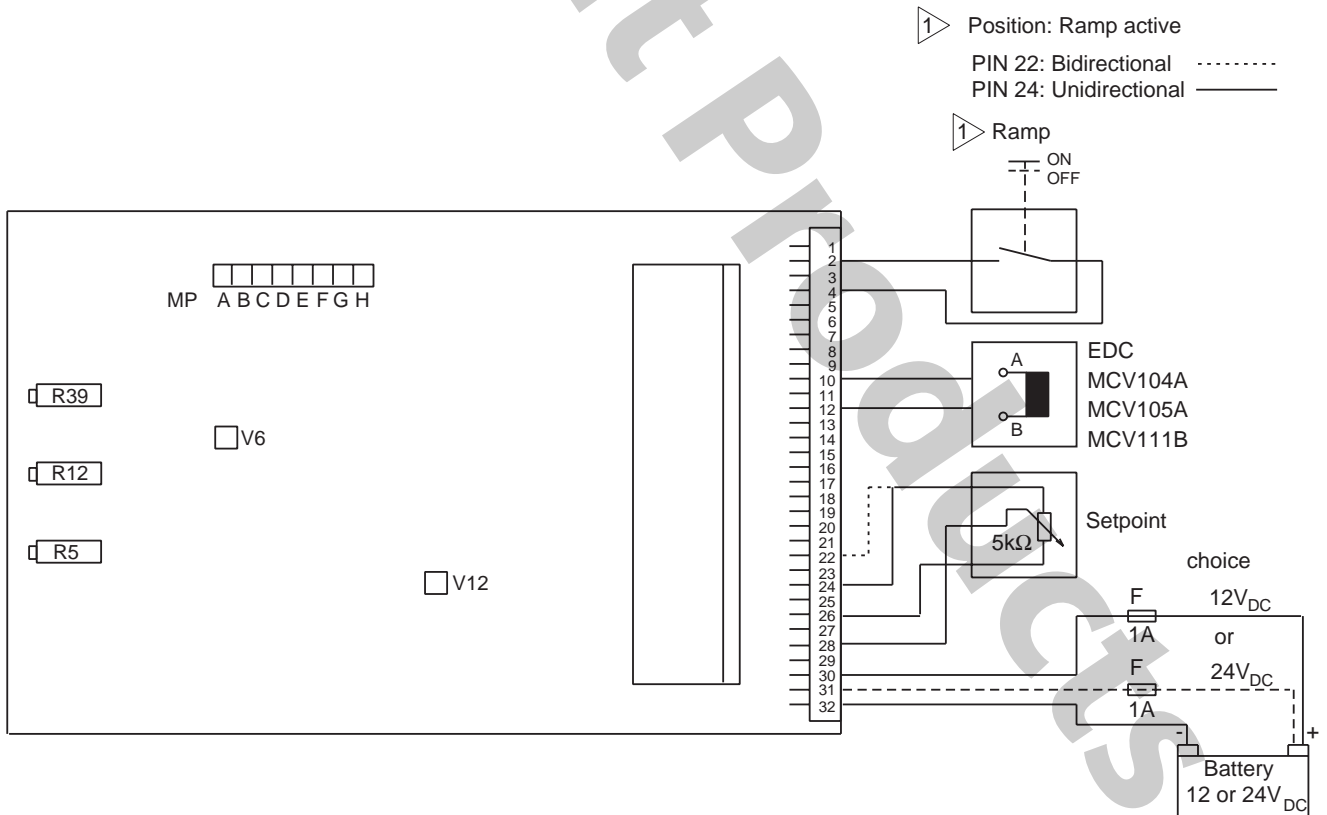 1 Position: Ramp active
PIN 22: Bidirectional
PIN 24: Unidirectional
1 Ramp
ON
OFF
MP A B C D E F G H
R39
V6
R12
R5
V12
1
2
3
4
5
6
7
8
9
10
11
12
13
14
15
16
17
18
19
20
21
22
23
24
25
26
27
28
29
30
31
32
A
B
EDC
MCV104A
MCV105A
MCV111B
5kΩ
Setpoint
choice
F 12VDC
1A or
F 24VDC
1A
- +
Battery
12 or 24VDC
t Products